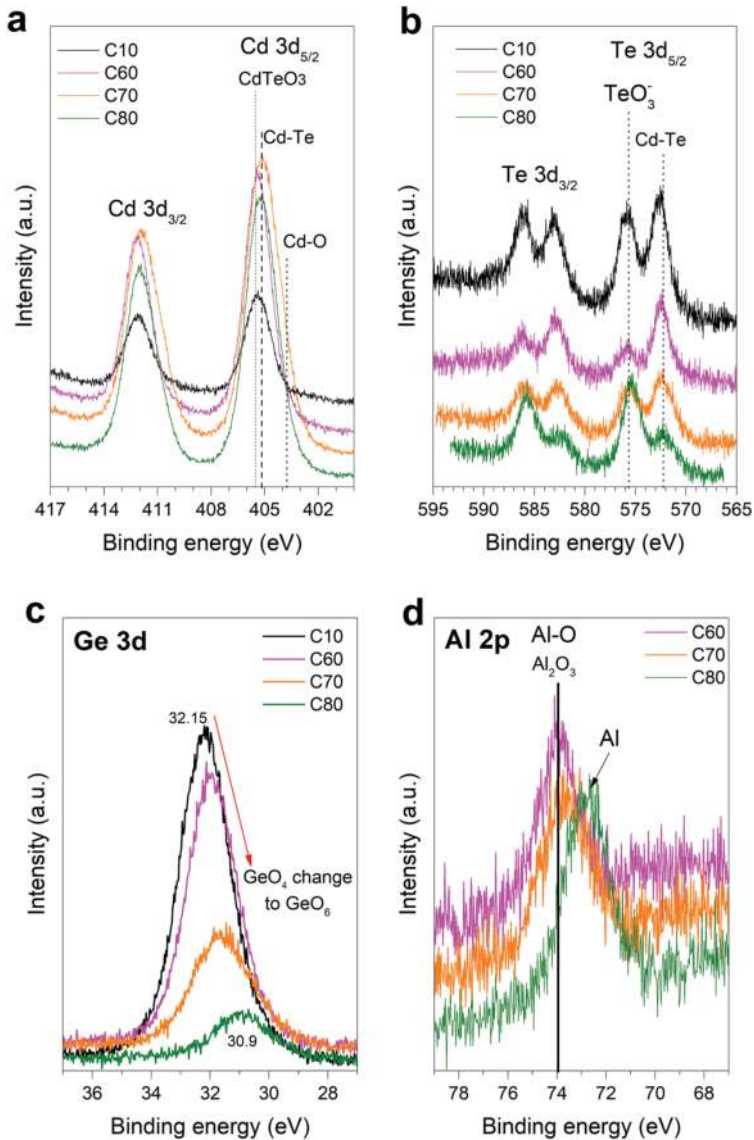 a
C10
C60
C70
C80
Cd 3d5/2
CdTeO3
Cd-Te
Cd 3d3/2
Cd-O
Intensity (a.u.)
417 414 411 408 405 402
Binding energy (eV)
b
C10
C60
C70
C80
Te 3d5/2
TeO3-
Cd-Te
Te 3d3/2
Intensity (a.u.)
595 590 585 580 575 570 565
Binding energy (eV)
c
Ge 3d
C10
C60
C70
C80
32.15
GeO4 change
to GeO6
30.9
Intensity (a.u.)
36 34 32 30 28
Binding energy (eV)
d
Al 2p
Al-O
Al2O3
C60
C70
C80
Al
Intensity (a.u.)
78 76 74 72 70 68
Binding energy (eV)